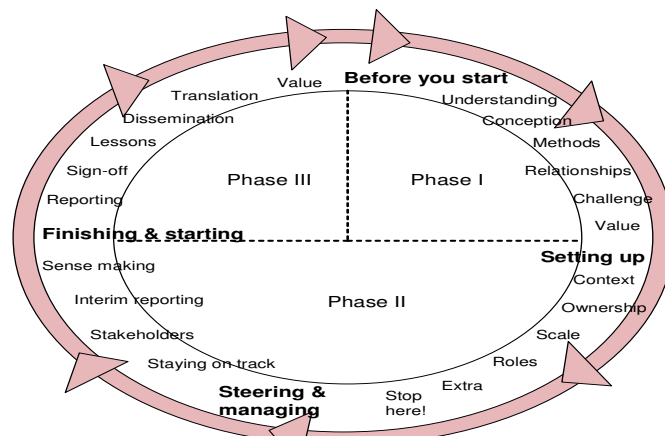 Before you start
Understanding
Conception
Methods
Relationships
Challenge
Value
Setting up
Context
Ownership
Scale
Roles
Extra
Stop
here!
Steering &
managing
Staying on track
Stakeholders
Interim reporting
Sense making
Finishing & starting
Reporting
Sign-off
Lessons
Dissemination
Translation
Value
Phase I
Phase II
Phase III